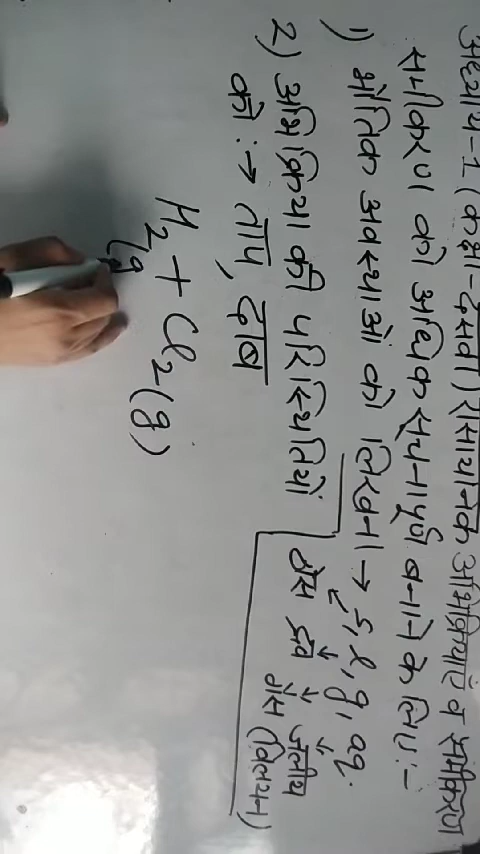 अध्याय-1 (कक्षा-दसवीं) रासायनिक अभिक्रियाएँ व समीकरण
समीकरण को अधिक सूचनापूर्ण बनाने के लिए :-
1) भौतिक अवस्थाओं को लिखना → s, l, g, aq.
गैस द्रव गैस जलीय
(विलयन)
2) अभिक्रिया की परिस्थितियों
को :→ ताप, दाब
H2 + Cl2(g)
(g